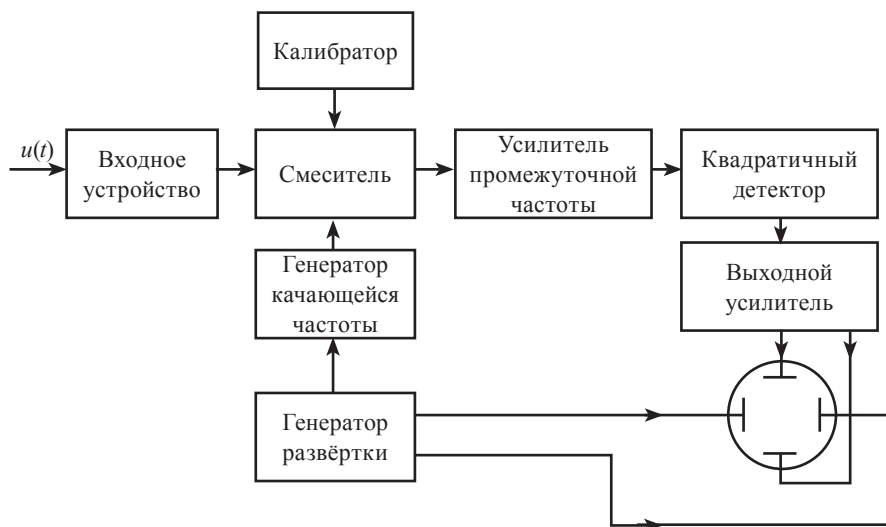 Калибратор
u(t)
Входное
устройство
Смеситель
Усилитель
промежуточной
частоты
Квадратичный
детектор
Генератор
качающейся
частоты
Выходной
усилитель
Генератор
развёртки